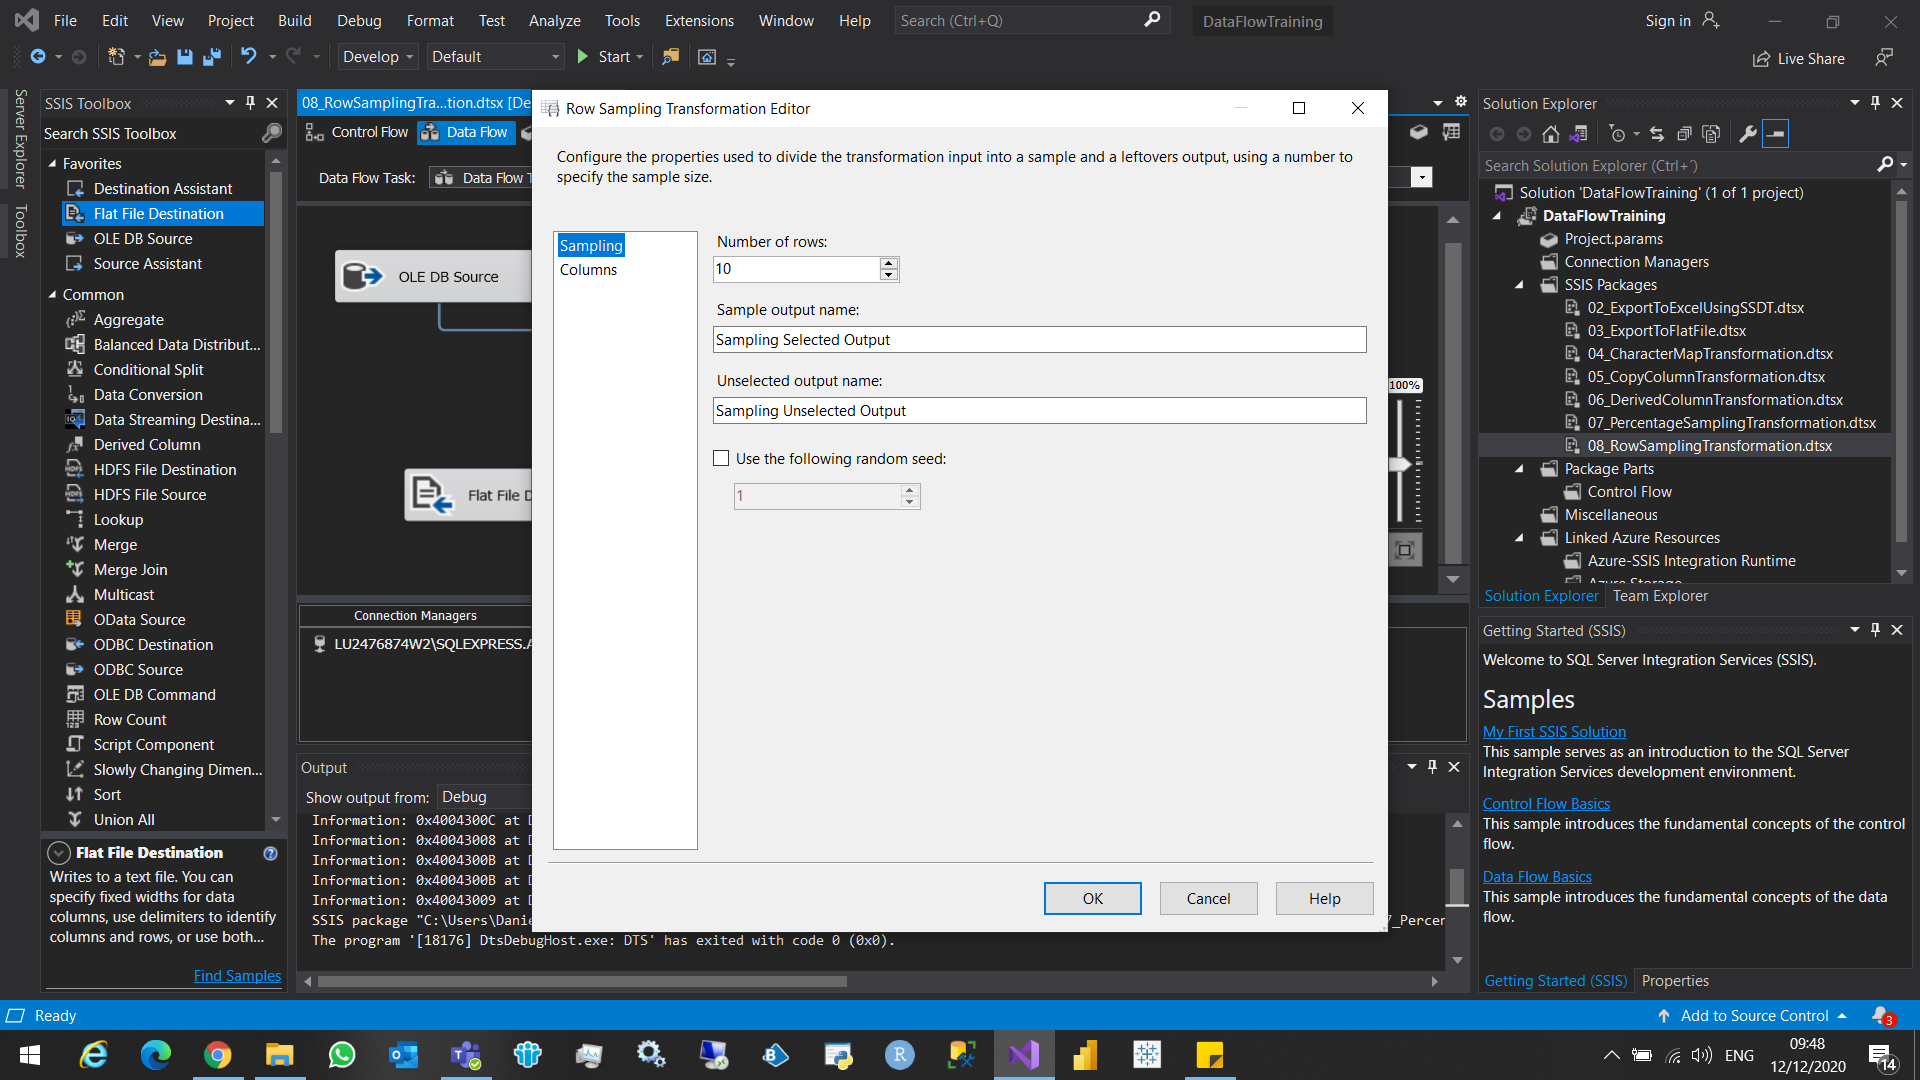 File Edit View Project Build Debug Format Test Analyze Tools Extensions Window Help Search (Ctrl+Q) DataFlowTraining Sign in
Develop Default Start Live Share
Server Explorer
Toolbox
SSIS Toolbox
Search SSIS Toolbox
Favorites
Destination Assistant
Flat File Destination
OLE DB Source
Source Assistant
Common
Aggregate
Balanced Data Distribut...
Conditional Split
Data Conversion
Data Streaming Destina...
Derived Column
HDFS File Destination
HDFS File Source
Lookup
Merge
Merge Join
Multicast
OData Source
ODBC Destination
ODBC Source
OLE DB Command
Row Count
Script Component
Slowly Changing Dimen...
Sort
Union All
Flat File Destination
Writes to a text file. You can
specify fixed widths for data
columns, use delimiters to identify
columns and rows, or use both...
Find Samples
08_RowSamplingTra...tion.dtsx [De
Control Flow Data Flow
Data Flow Task: Data Flow T
OLE DB Source
Flat File D
100%
Connection Managers
LU2476874W2\SQLEXPRESS.A
Output
Show output from: Debug
Information: 0x4004300C at D
Information: 0x40043008 at D
Information: 0x4004300B at D
Information: 0x4004300B at D
Information: 0x40043009 at D
SSIS package "C:\Users\Danie 7_Percer
The program '[18176] DtsDebugHost.exe: DTS' has exited with code 0 (0x0).
Row Sampling Transformation Editor
Configure the properties used to divide the transformation input into a sample and a leftovers output, using a number to
specify the sample size.
Sampling
Columns
Number of rows:
10
Sample output name:
Sampling Selected Output
Unselected output name:
Sampling Unselected Output
Use the following random seed:
1
OK Cancel Help
Solution Explorer
Search Solution Explorer (Ctrl+¨)
Solution 'DataFlowTraining' (1 of 1 project)
DataFlowTraining
Project.params
Connection Managers
SSIS Packages
02_ExportToExcelUsingSSDT.dtsx
03_ExportToFlatFile.dtsx
04_CharacterMapTransformation.dtsx
05_CopyColumnTransformation.dtsx
06_DerivedColumnTransformation.dtsx
07_PercentageSamplingTransformation.dtsx
08_RowSamplingTransformation.dtsx
Package Parts
Control Flow
Miscellaneous
Linked Azure Resources
Azure-SSIS Integration Runtime
Azure Storage
Solution Explorer Team Explorer
Getting Started (SSIS)
Welcome to SQL Server Integration Services (SSIS).
Samples
My First SSIS Solution
This sample serves as an introduction to the SQL Server
Integration Services development environment.
Control Flow Basics
This sample introduces the fundamental concepts of the control
flow.
Data Flow Basics
This sample introduces the fundamental concepts of the data
flow.
Getting Started (SSIS) Properties
Ready Add to Source Control 3
ENG 09:48
12/12/2020 14